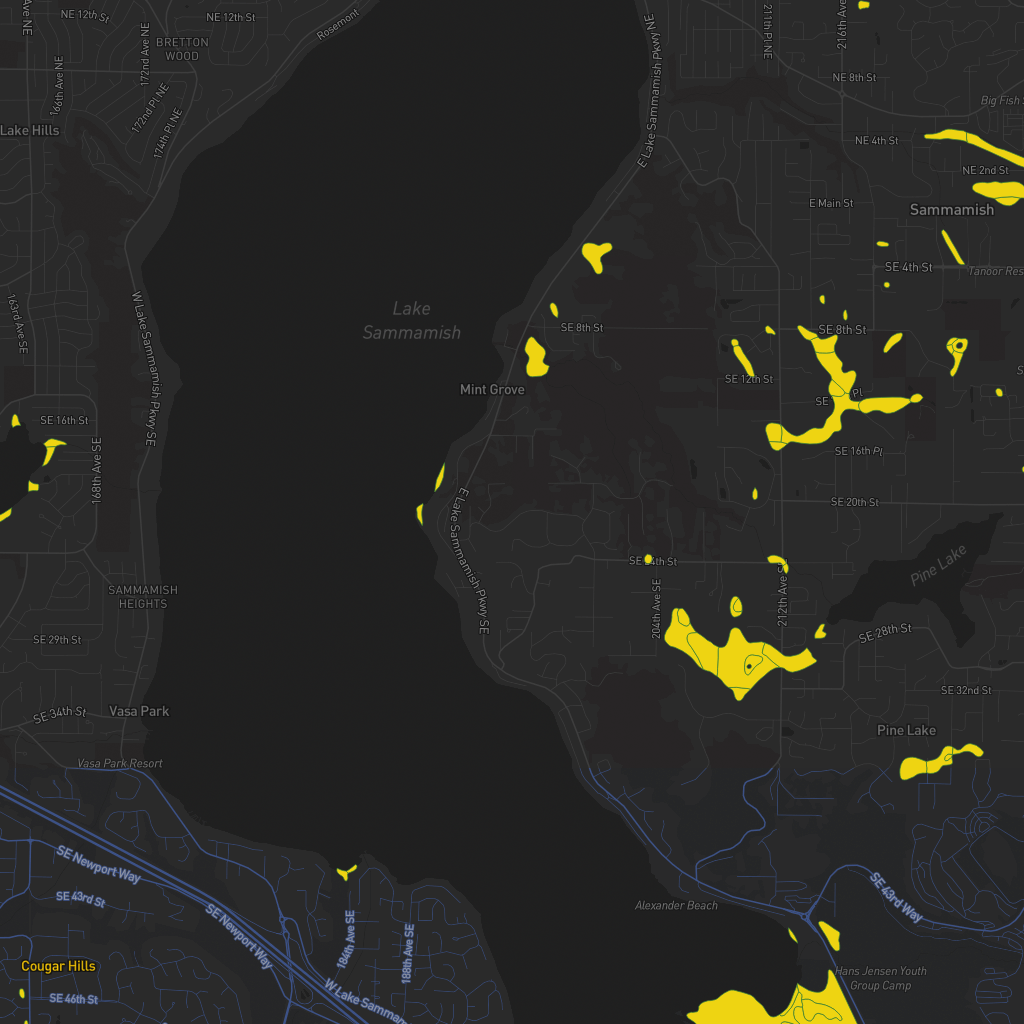 NE 12th St
NE 12th St
Rosemont
BRETTON
WOOD
172nd Ave NE
166th Ave NE
172nd Pl NE
174th Pl NE
Lake Hills
E Lake Sammamish Pkwy NE
211th Pl NE
216th Ave
NE 8th St
Big Fish
NE 4th St
NE 2nd St
E Main St
Sammamish
SE 4th St
Tanoor Res
Lake
Sammamish
W Lake Sammamish Pkwy SE
163rd Ave SE
SE 8th St
SE 8th St
SE 12th St
SE
Pl
Mint Grove
SE 16th St
168th Ave SE
SE 16th Pl
SE 20th St
E Lake Sammamish Pkwy SE
Pine Lake
204th Ave SE
212th Ave SE
SAMMAMISH
HEIGHTS
SE 29th St
SE 28th St
SE 32nd St
SE 34th St
Vasa Park
Pine Lake
Vasa Park Resort
SE Newport Way
SE 43rd St
SE Newport Way
SE 43rd Way
Alexander Beach
184th Ave SE
188th Ave SE
Cougar Hills
Hans Jensen Youth
Group Camp
SE 46th St
W Lake Sammam